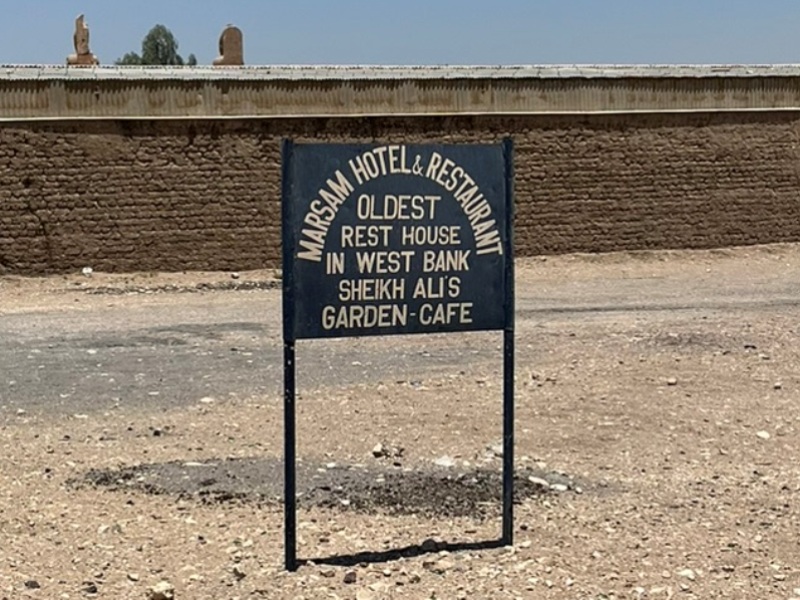 MARSAM HOTEL & RESTAURANT
OLDEST
REST HOUSE
IN WEST BANK
SHEIKH ALI'S
GARDEN-CAFE